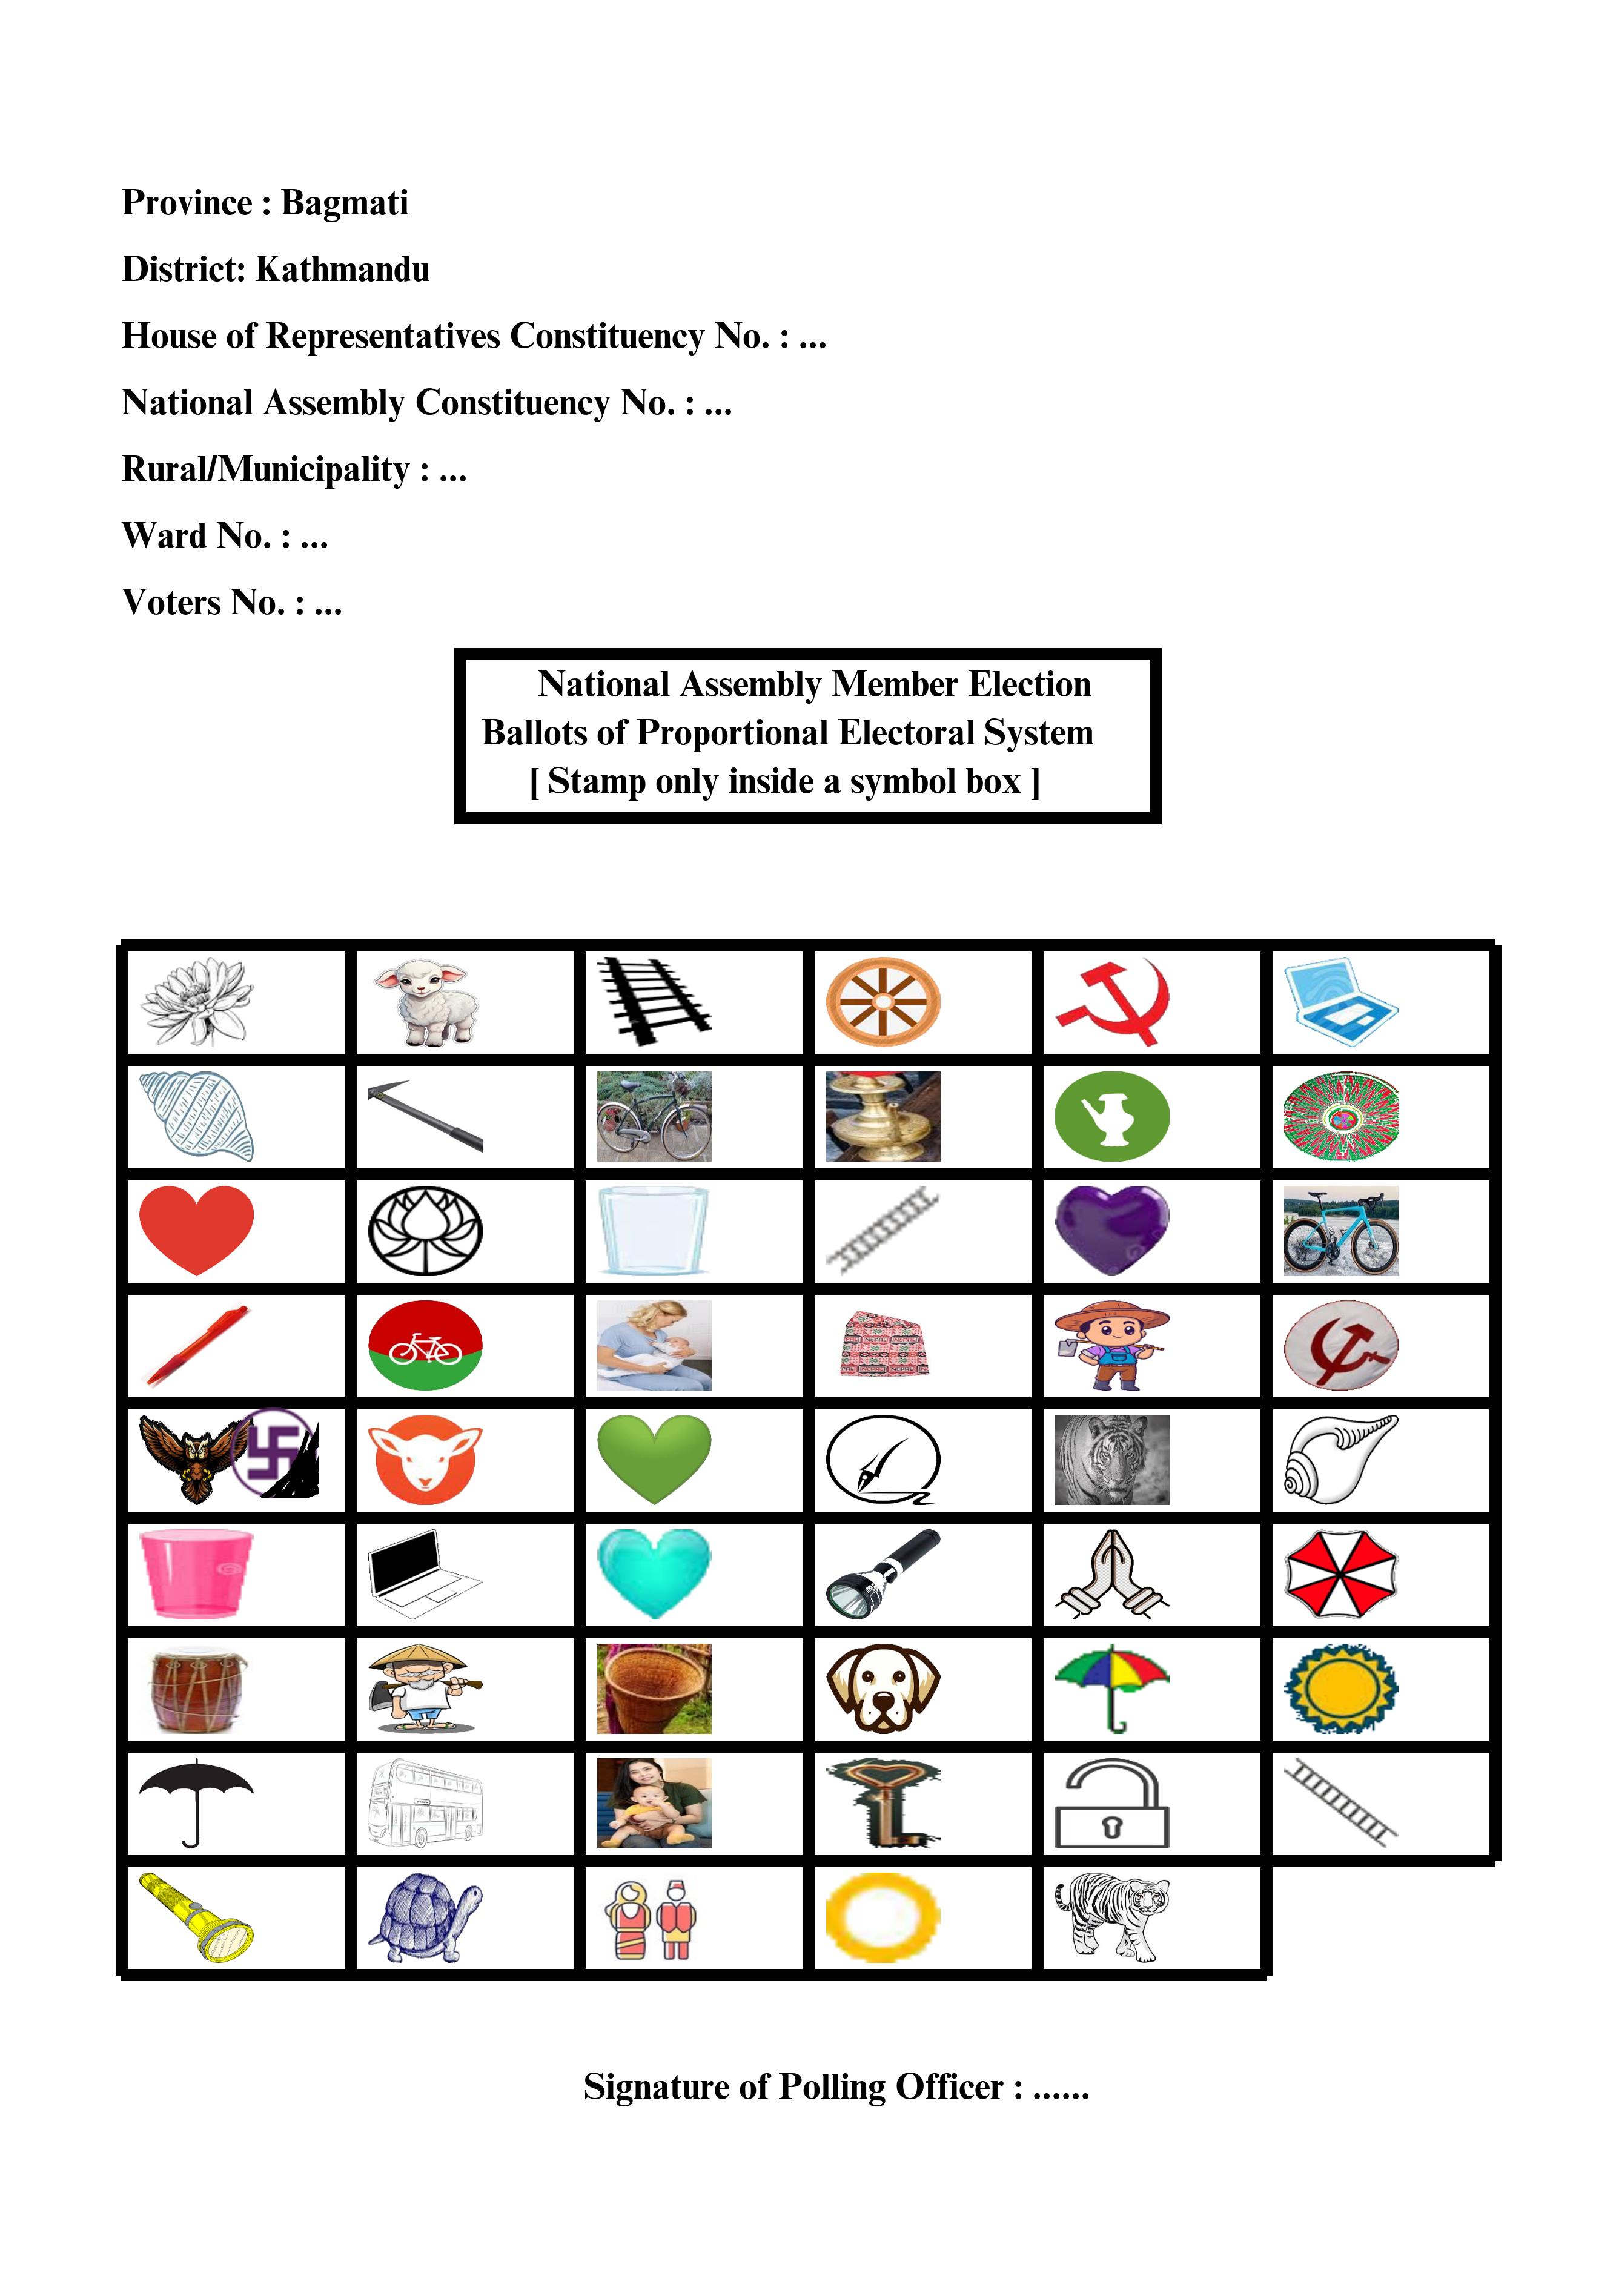 Province : Bagmati
District: Kathmandu
House of Representatives Constituency No. : ...
National Assembly Constituency No. : ...
Rural/Municipality : ...
Ward No. : ...
Voters No. : ...
National Assembly Member Election
Ballots of Proportional Electoral System
[ Stamp only inside a symbol box ]
Signature of Polling Officer : ......